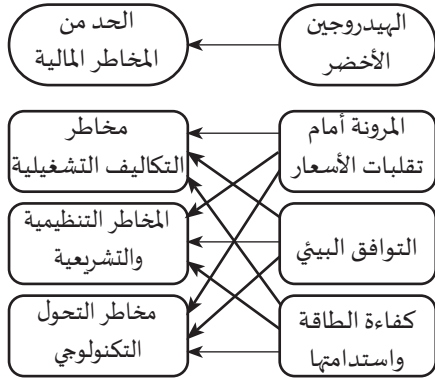 الهيدروجين
الأخضر
الحد من
المخاطر المالية
المرونة أمام
تقلبات الأسعار
مخاطر
التكاليف التشغيلية
التوافق البيئي
المخاطر التنظيمية
والتشريعية
كفاءة الطاقة
واستدامتها
مخاطر التحول
التكنولوجي